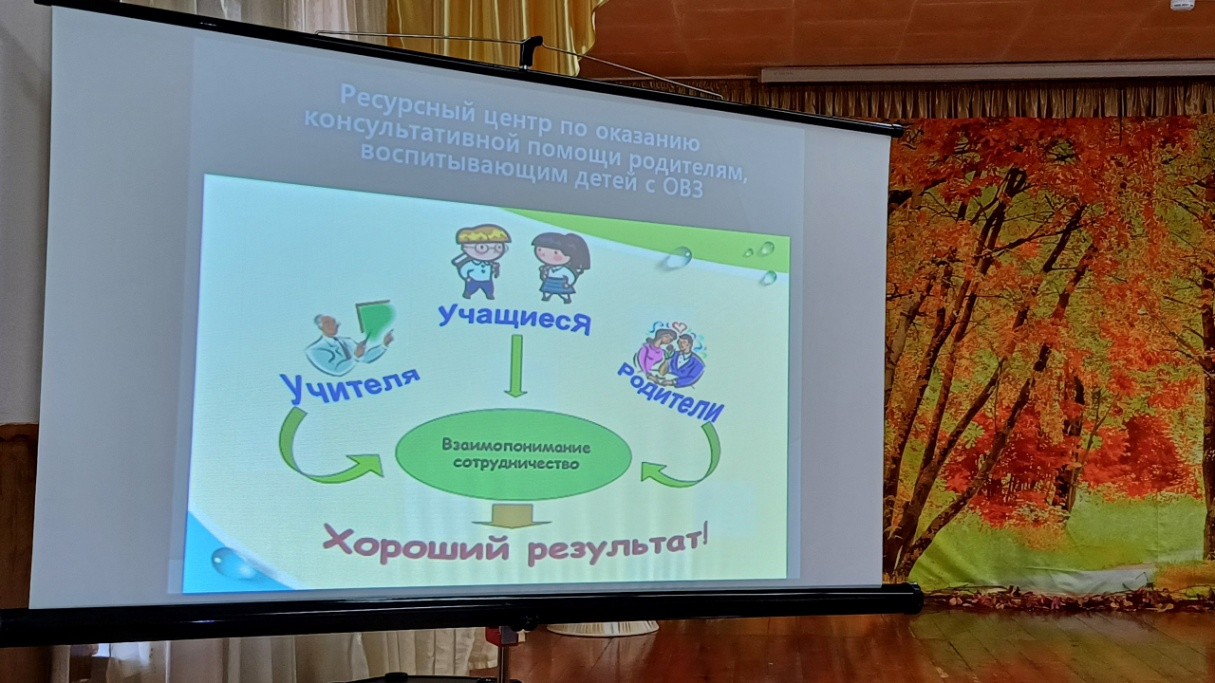 Ресурсный центр по оказанию
консультативной помощи родителям,
воспитывающим детей с ОВЗ
УчащиесЯ
Учителя
РодителИ
Взаимопонимание
сотрудничество
Хороший результат!